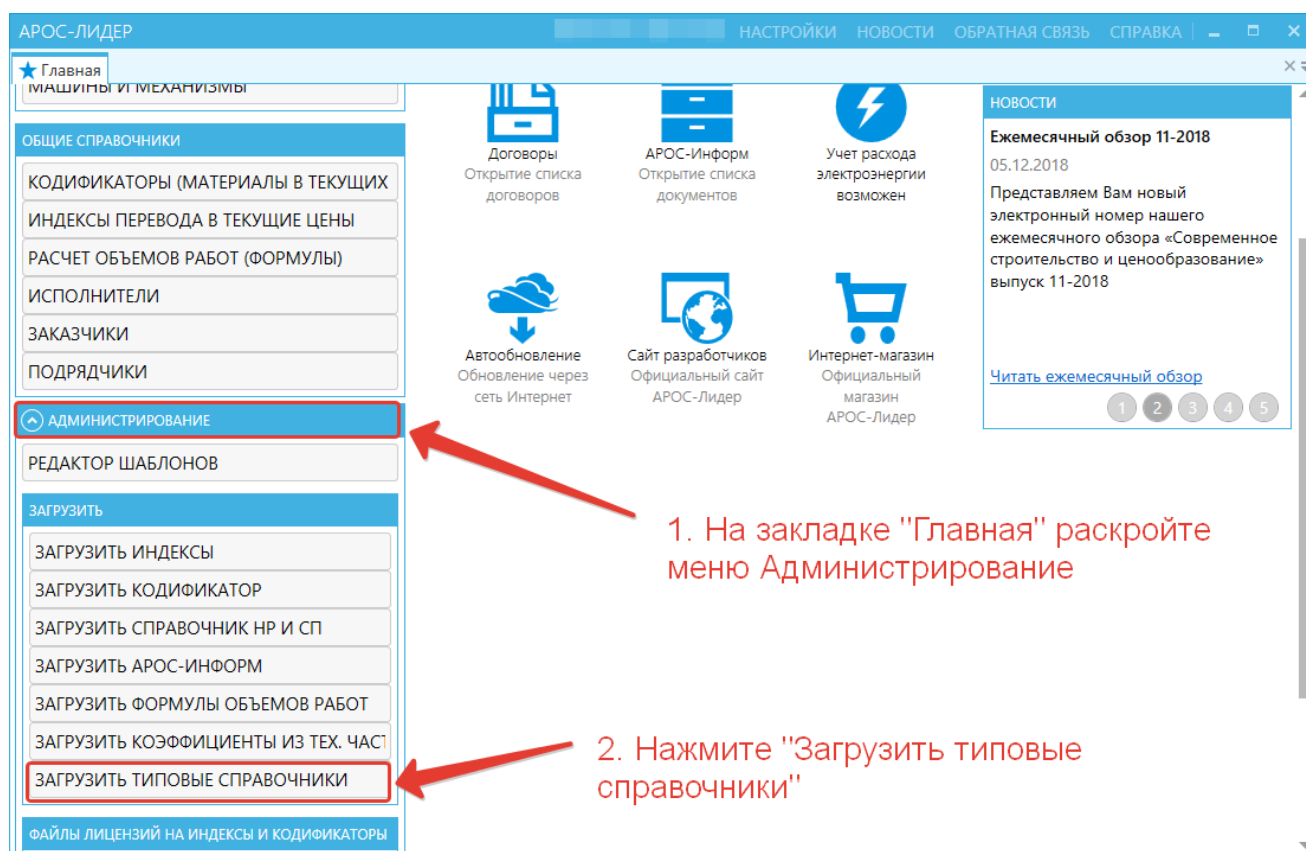 АРОС-ЛИДЕР
НАСТРОЙКИ НОВОСТИ ОБРАТНАЯ СВЯЗЬ СПРАВКА
Главная
МАШИНЫ И МЕХАНИЗМЫ
ОБЩИЕ СПРАВОЧНИКИ
КОДИФИКАТОРЫ (МАТЕРИАЛЫ В ТЕКУЩИХ
ИНДЕКСЫ ПЕРЕВОДА В ТЕКУЩИЕ ЦЕНЫ
РАСЧЕТ ОБЪЕМОВ РАБОТ (ФОРМУЛЫ)
ИСПОЛНИТЕЛИ
ЗАКАЗЧИКИ
ПОДРЯДЧИКИ
АДМИНИСТРИРОВАНИЕ
РЕДАКТОР ШАБЛОНОВ
ЗАГРУЗИТЬ
ЗАГРУЗИТЬ ИНДЕКСЫ
ЗАГРУЗИТЬ КОДИФИКАТОР
ЗАГРУЗИТЬ СПРАВОЧНИК НР И СП
ЗАГРУЗИТЬ АРОС-ИНФОРМ
ЗАГРУЗИТЬ ФОРМУЛЫ ОБЪЕМОВ РАБОТ
ЗАГРУЗИТЬ КОЭФФИЦИЕНТЫ ИЗ ТЕХ. ЧАСТ
ЗАГРУЗИТЬ ТИПОВЫЕ СПРАВОЧНИКИ
ФАЙЛЫ ЛИЦЕНЗИЙ НА ИНДЕКСЫ И КОДИФИКАТОРЫ
Договоры
Открытие списка
договоров
АРОС-Информ
Открытие списка
документов
Учет расхода
электроэнергии
возможен
Автообновление
Обновление через
сеть Интернет
Сайт разработчиков
Официальный сайт
АРОС-Лидер
Интернет-магазин
Официальный
магазин
АРОС-Лидер
НОВОСТИ
Ежемесячный обзор 11-2018
05.12.2018
Представляем Вам новый
электронный номер нашего
ежемесячного обзора «Современное
строительство и ценообразование»
выпуск 11-2018
Читать ежемесячный обзор
1 2 3 4 5
1. На закладке "Главная" раскройте
меню Администрирование
2. Нажмите "Загрузить типовые
справочники"